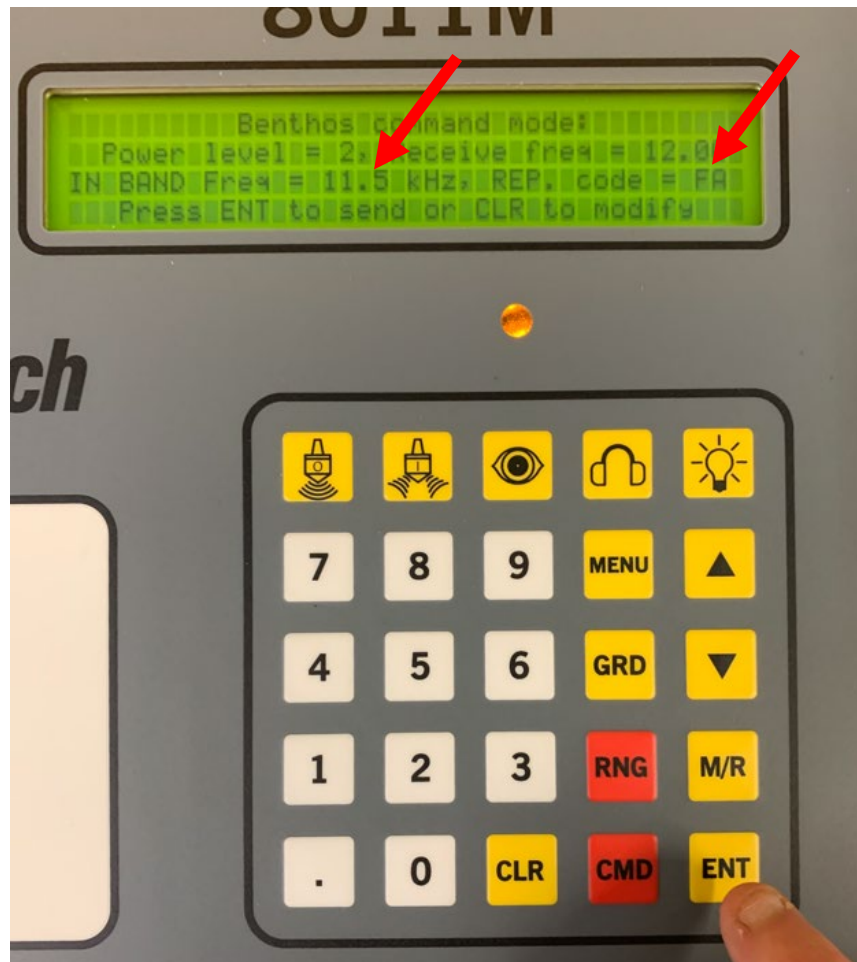 8011M
Benthos command mode:
Power level = 2, Receive freq = 12.0
IN BAND Freq = 11.5 kHz, REP. code = FA
Press ENT to send or CLR to modify
ch
7 8 9 MENU
4 5 6 GRD
1 2 3 RNG M/R
. 0 CLR CMD ENT